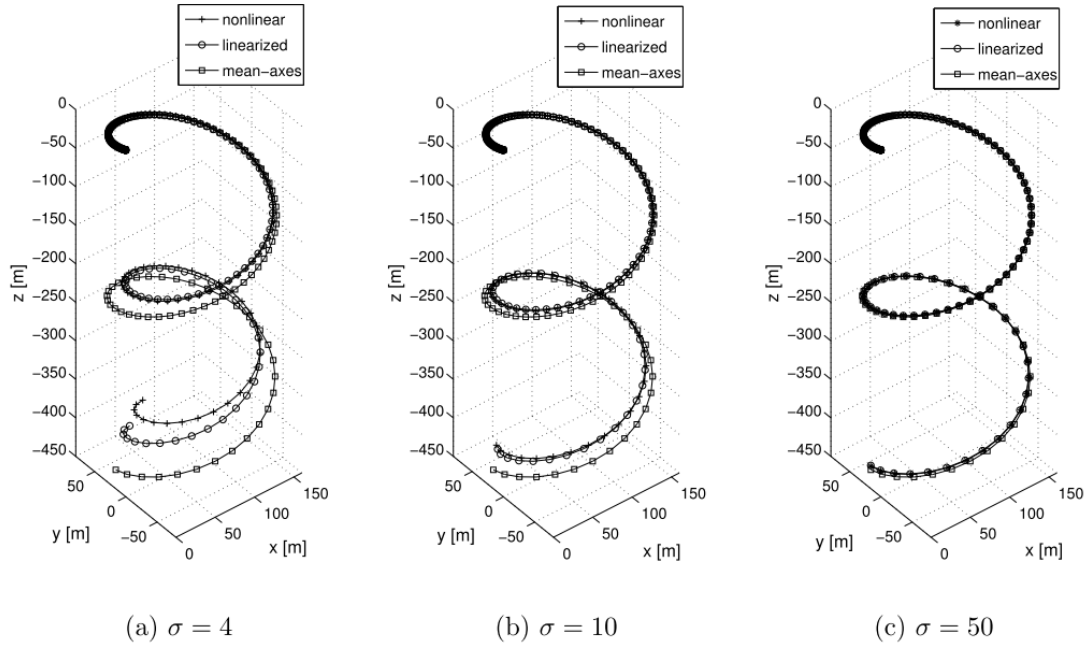 nonlinear
linearized
mean−axes
0
−50
−100
−150
−200
−250
−300
−350
−400
−450
z [m]
50
0
−50
y [m]
0
50
100
150
x [m]
(a) σ = 4
nonlinear
linearized
mean−axes
0
−50
−100
−150
−200
−250
−300
−350
−400
−450
z [m]
50
0
−50
y [m]
0
50
100
150
x [m]
(b) σ = 10
nonlinear
linearized
mean−axes
0
−50
−100
−150
−200
−250
−300
−350
−400
−450
z [m]
50
0
−50
y [m]
0
50
100
150
x [m]
(c) σ = 50